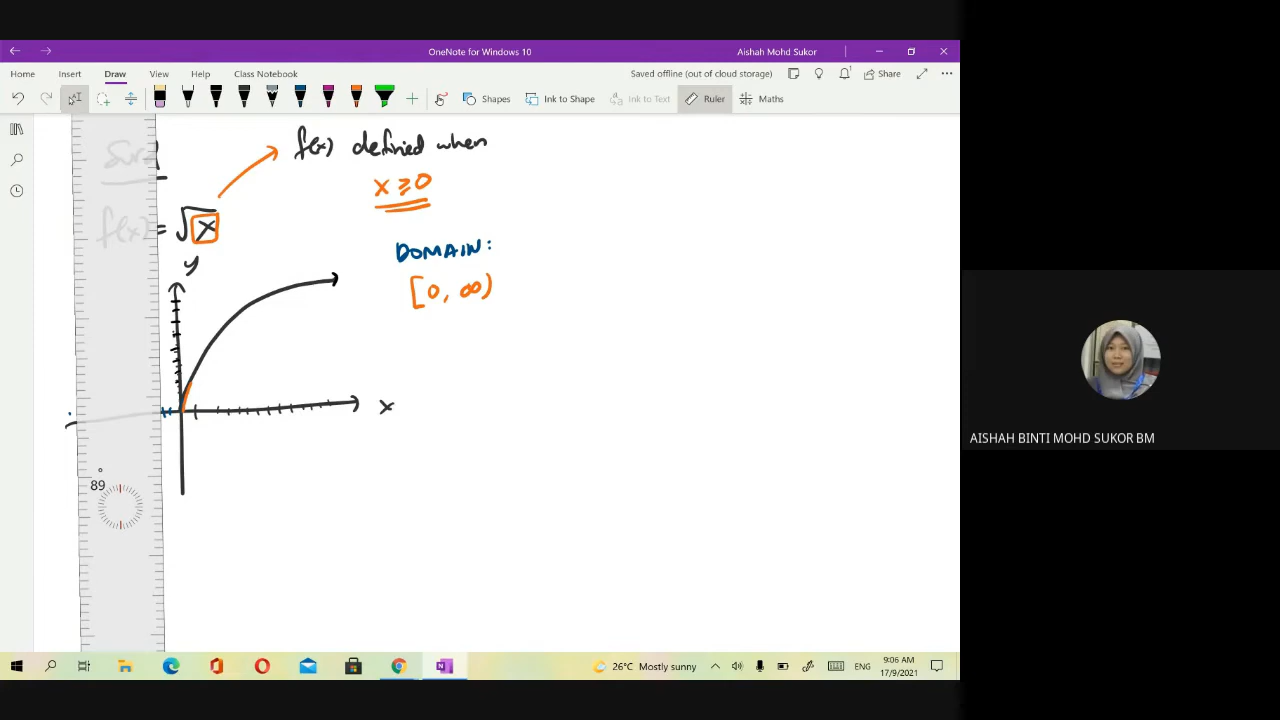 OneNote for Windows 10
Aishah Mohd Sukor
Home Insert Draw View Help Class Notebook
Saved offline (out of cloud storage)
Share
Shapes Ink to Shape Ink to Text Ruler Maths
f(x) defined when
x ≥ 0
Surd
f(x) = √x
DOMAIN:
[0, ∞)
y
x
89°
AISHAH BINTI MOHD SUKOR BM
26°C Mostly sunny
ENG
9:06 AM
17/9/2021